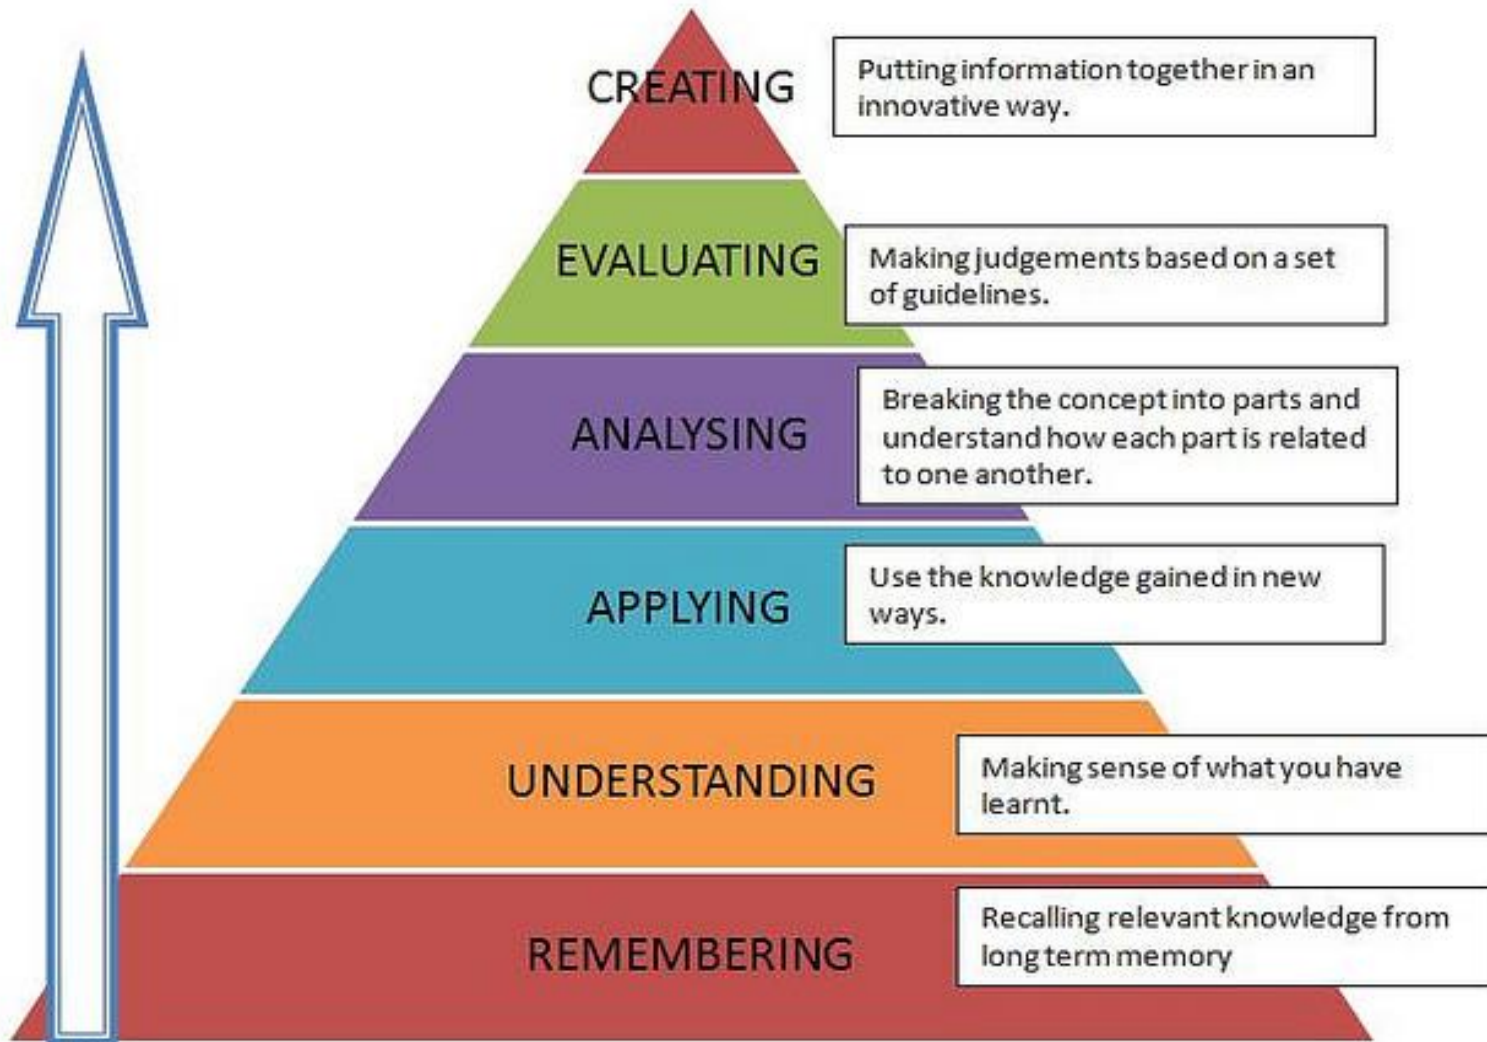 CREATING
Putting information together in an
innovative way.
EVALUATING
Making judgements based on a set
of guidelines.
ANALYSING
Breaking the concept into parts and
understand how each part is related
to one another.
APPLYING
Use the knowledge gained in new
ways.
UNDERSTANDING
Making sense of what you have
learnt.
REMEMBERING
Recalling relevant knowledge from
long term memory